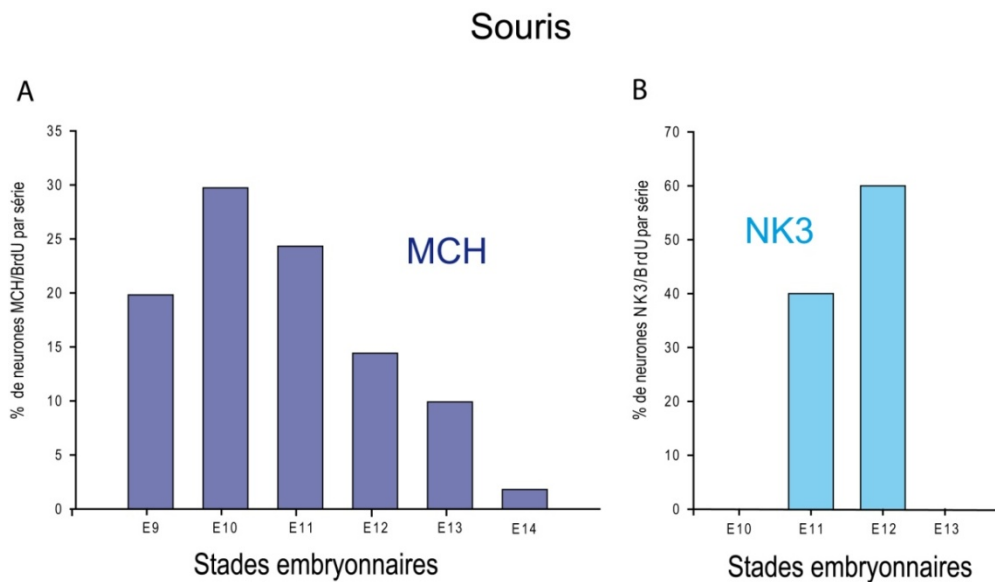 Souris
A
% de neurones MCH/BrdU par série
35
30
25
20
15
10
5
0
MCH
E9 E10 E11 E12 E13 E14
Stades embryonnaires
B
% de neurones NK3/BrdU par série
70
60
50
40
30
20
10
0
NK3
E10 E11 E12 E13
Stades embryonnaires